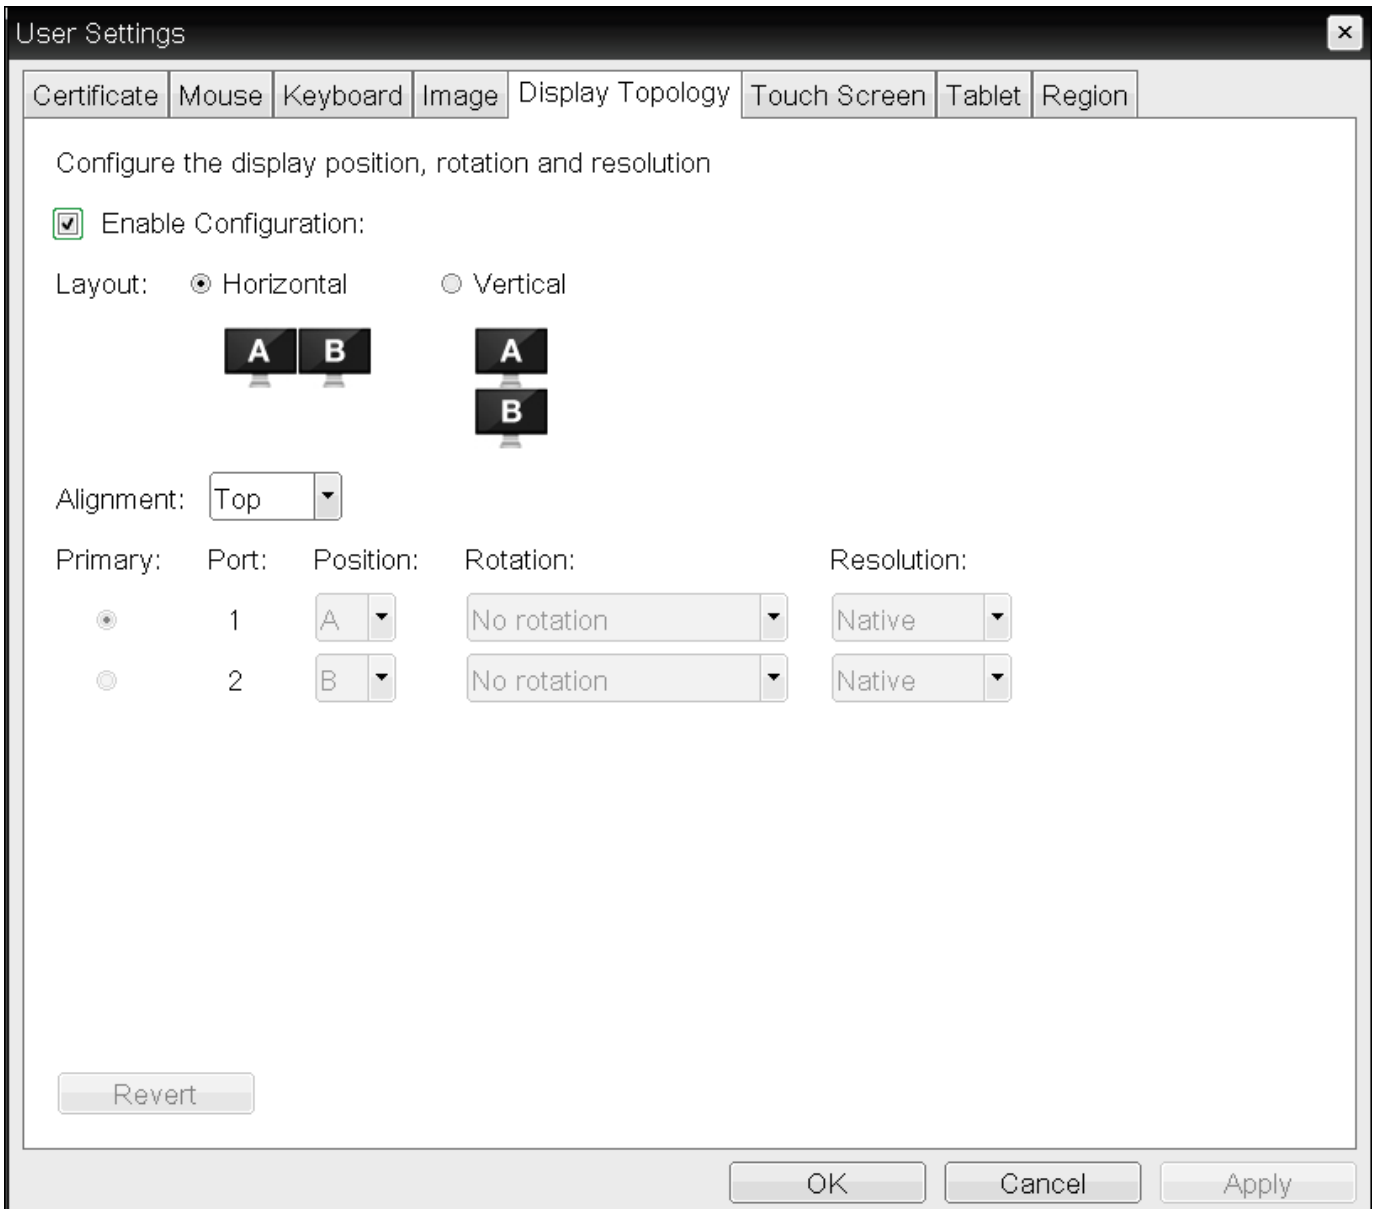 User Settings
Certificate Mouse Keyboard Image Display Topology Touch Screen Tablet Region
Configure the display position, rotation and resolution
Enable Configuration:
Layout: Horizontal Vertical
A B A
B
Alignment: Top
Primary: Port: Position: Rotation: Resolution:
1 A No rotation Native
2 B No rotation Native
Revert
OK Cancel Apply